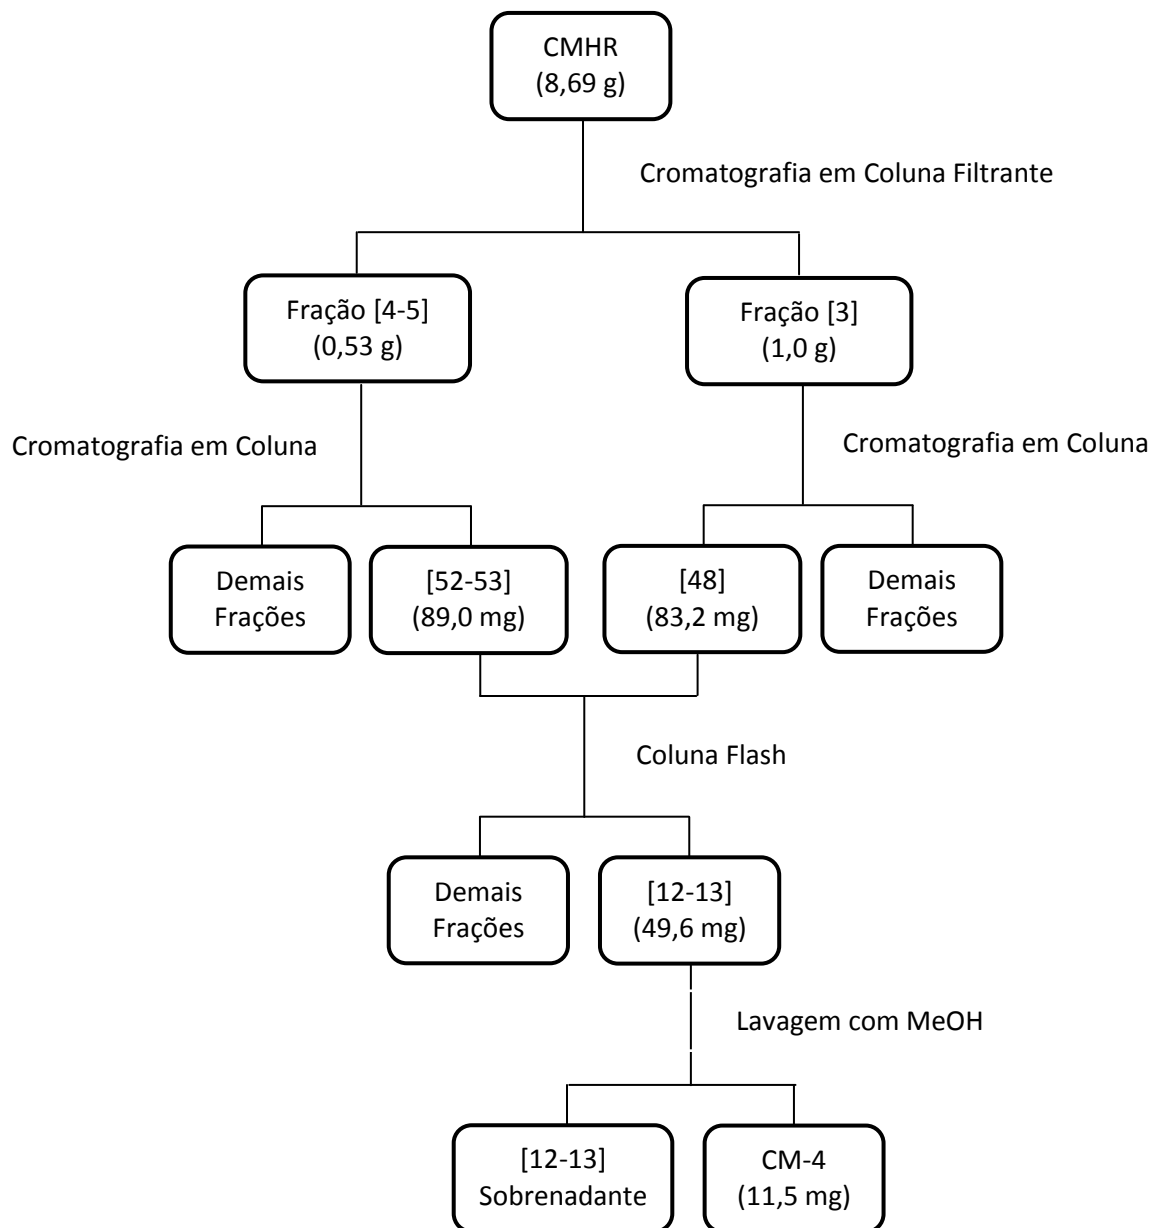 CMHR
(8,69 g)
Cromatografia em Coluna Filtrante
Fração [4-5]
(0,53 g)
Fração [3]
(1,0 g)
Cromatografia em Coluna
Cromatografia em Coluna
Demais
Frações
[52-53]
(89,0 mg)
[48]
(83,2 mg)
Demais
Frações
Coluna Flash
Demais
Frações
[12-13]
(49,6 mg)
Lavagem com MeOH
[12-13]
Sobrenadante
CM-4
(11,5 mg)